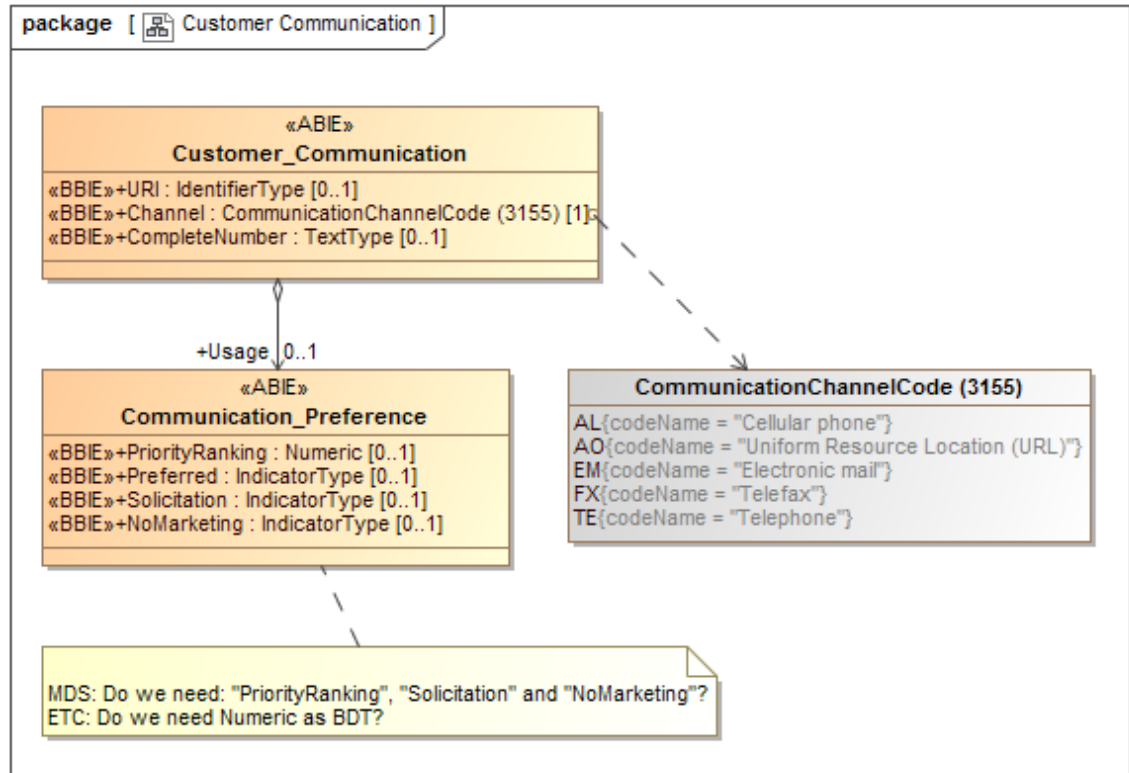 package [ Customer Communication ]
«ABIE»
Customer_Communication
«BBIE»+URI : IdentifierType [0..1]
«BBIE»+Channel : CommunicationChannelCode (3155) [1]
«BBIE»+CompleteNumber : TextType [0..1]
+Usage 0..1
«ABIE»
Communication_Preference
«BBIE»+PriorityRanking : Numeric [0..1]
«BBIE»+Preferred : IndicatorType [0..1]
«BBIE»+Solicitation : IndicatorType [0..1]
«BBIE»+NoMarketing : IndicatorType [0..1]
CommunicationChannelCode (3155)
AL{codeName = "Cellular phone"}
AO{codeName = "Uniform Resource Location (URL)"}
EM{codeName = "Electronic mail"}
FX{codeName = "Telefax"}
TE{codeName = "Telephone"}
MDS: Do we need: "PriorityRanking", "Solicitation" and "NoMarketing"?
ETC: Do we need Numeric as BDT?